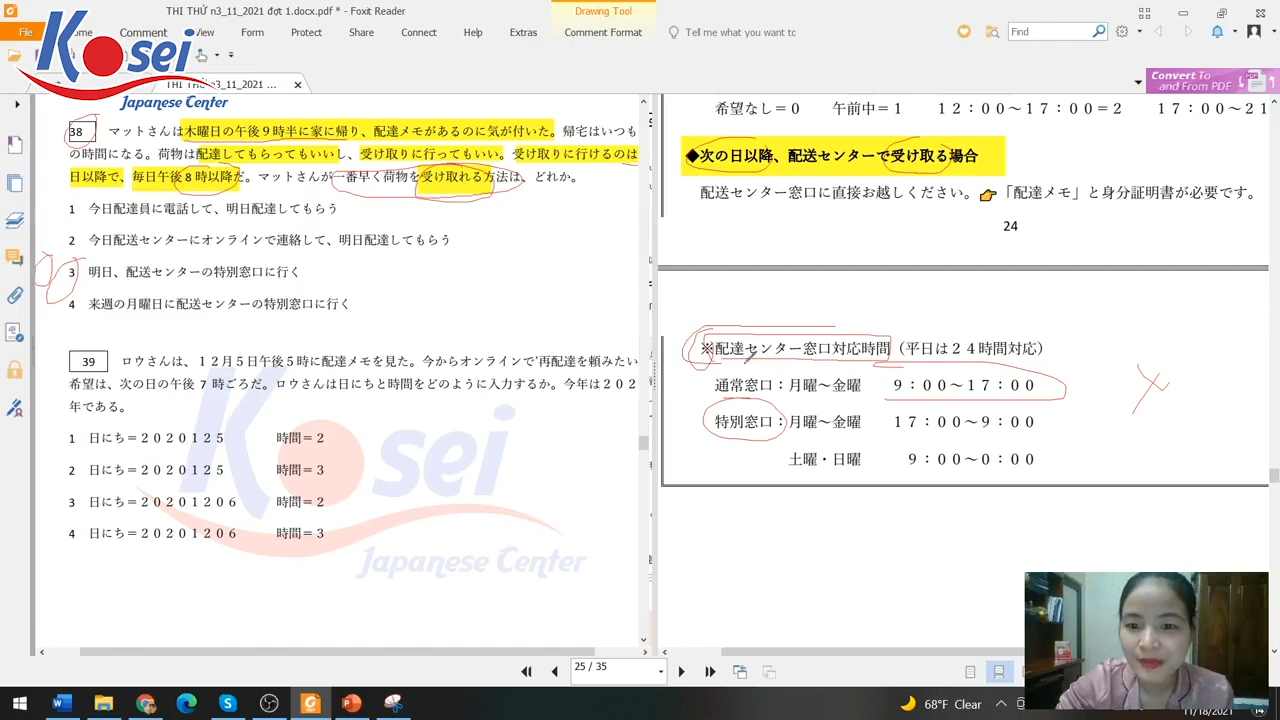 THI THỬ n3_11_2021 đợt 1.docx.pdf * - Foxit Reader
Drawing Tool
File
Home
Comment
View
Form
Protect
Share
Connect
Help
Extras
Comment Format
Tell me what you want to
Find
Kosei
Japanese Center
THI THỬ n3_11_2021 ...
Convert To
and From PDF
38 マットさんは木曜日の午後９時半に家に帰り、配達メモがあるのに気が付いた。帰宅はいつも
の時間になる。荷物は配達してもらってもいいし、受け取りに行ってもいい。受け取りに行けるのは
日以降で、毎日午後８時以降だ。マットさんが一番早く荷物を受け取れる方法は、どれか。
1 今日配達員に電話して、明日配達してもらう
2 今日配送センターにオンラインで連絡して、明日配達してもらう
3 明日、配送センターの特別窓口に行く
4 来週の月曜日に配送センターの特別窓口に行く
39 ロウさんは、１２月５日午後５時に配達メモを見た。今からオンラインで再配達を頼みたい
希望は、次の日の午後７時ごろだ。ロウさんは日にちと時間をどのように入力するか。今年は２０２
年である。
1 日にち＝２０２０１２５ 時間＝２
2 日にち＝２０２０１２５ 時間＝３
3 日にち＝２０２０１２０６ 時間＝２
4 日にち＝２０２０１２０６ 時間＝３
Kosei
Japanese Center
希望なし＝０ 午前中＝１ １２：００～１７：００＝２ １７：００～２１
◆次の日以降、配送センターで受け取る場合
配送センター窓口に直接お越しください。👉「配達メモ」と身分証明書が必要です。
24
※配達センター窓口対応時間（平日は２４時間対応）
通常窓口：月曜～金曜 ９：００～１７：００
特別窓口：月曜～金曜 １７：００～９：００
土曜・日曜 ９：００～０：００
25 / 35
68°F Clear
11/18/2021
14